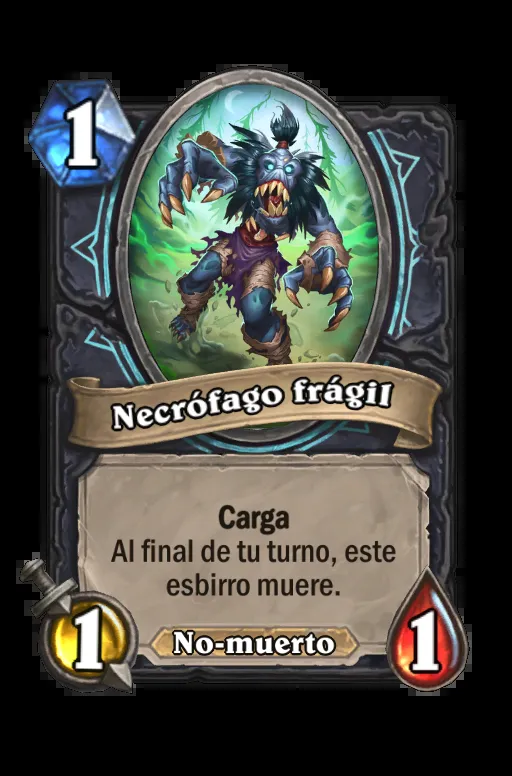 1
Necrófago frágil
Carga
Al final de tu turno, este
esbirro muere.
1
No-muerto
1